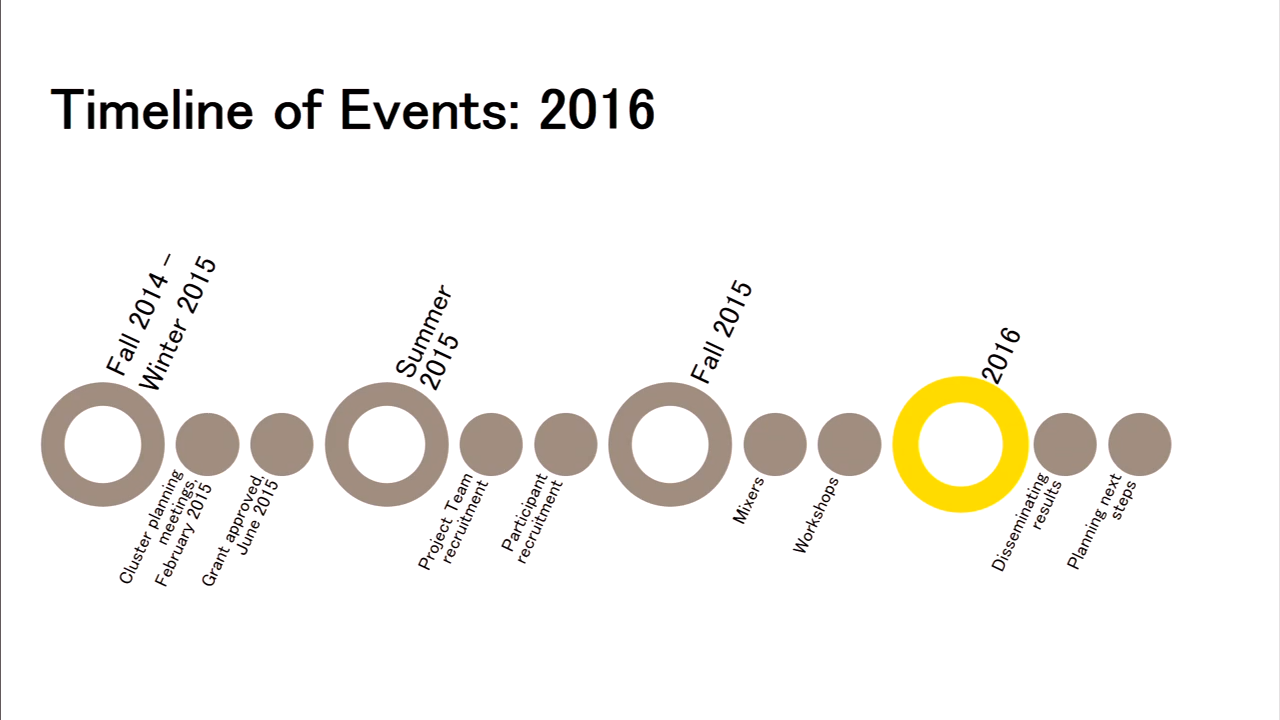 Timeline of Events: 2016
Fall 2014 –
Winter 2015
Cluster planning
meetings,
February 2015
Grant approved,
June 2015
Summer
2015
Project Team
recruitment
Participant
recruitment
Fall 2015
Mixers
Workshops
2016
Disseminating
results
Planning next
steps